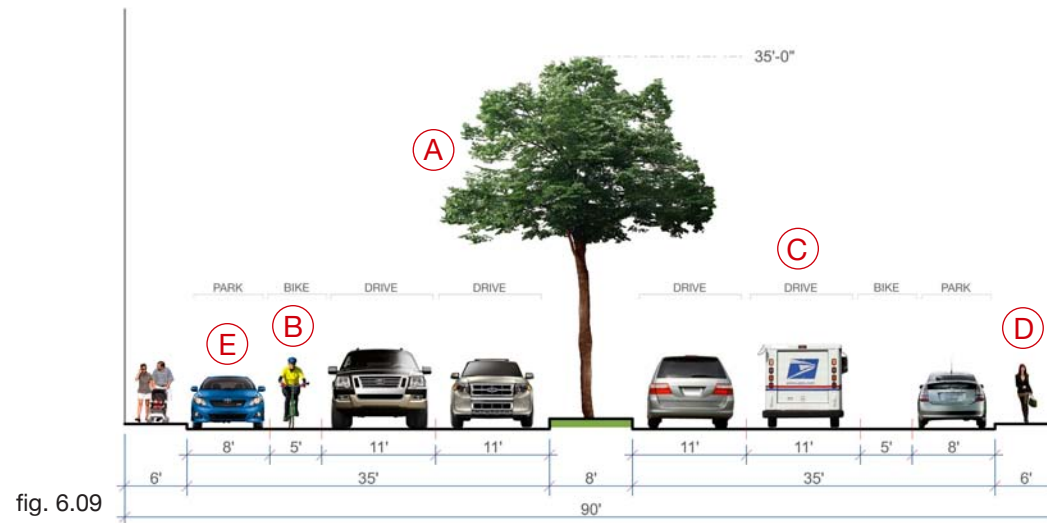 35'-0"
A
C
PARK BIKE DRIVE DRIVE DRIVE DRIVE BIKE PARK
B
D
E
8' 5' 11' 11' 11' 11' 5' 8'
6' 35' 8' 35' 6'
90'
fig. 6.09